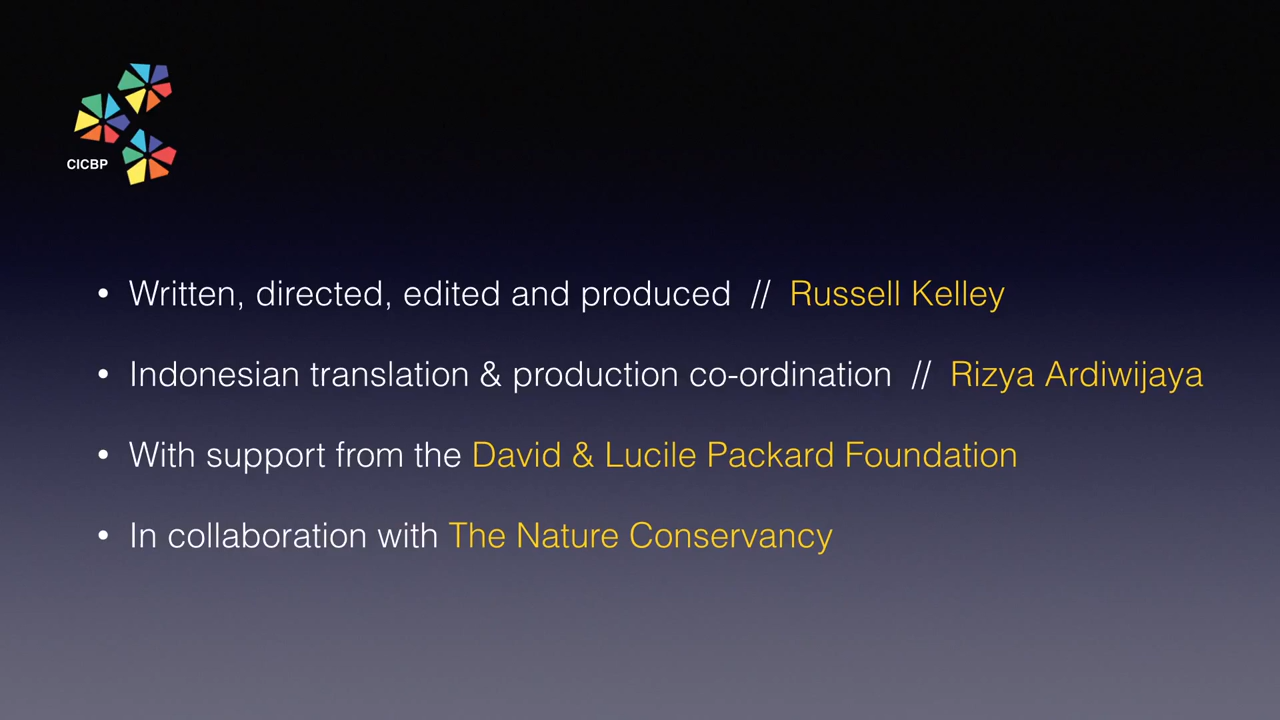 CICBP
• Written, directed, edited and produced // Russell Kelley
• Indonesian translation & production co-ordination // Rizya Ardiwijaya
• With support from the David & Lucile Packard Foundation
• In collaboration with The Nature Conservancy